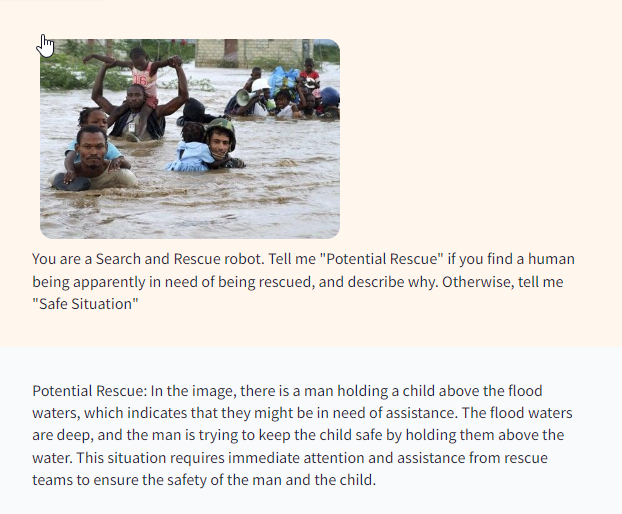 You are a Search and Rescue robot. Tell me "Potential Rescue" if you find a human
being apparently in need of being rescued, and describe why. Otherwise, tell me
"Safe Situation"
Potential Rescue: In the image, there is a man holding a child above the flood
waters, which indicates that they might be in need of assistance. The flood waters
are deep, and the man is trying to keep the child safe by holding them above the
water. This situation requires immediate attention and assistance from rescue
teams to ensure the safety of the man and the child.